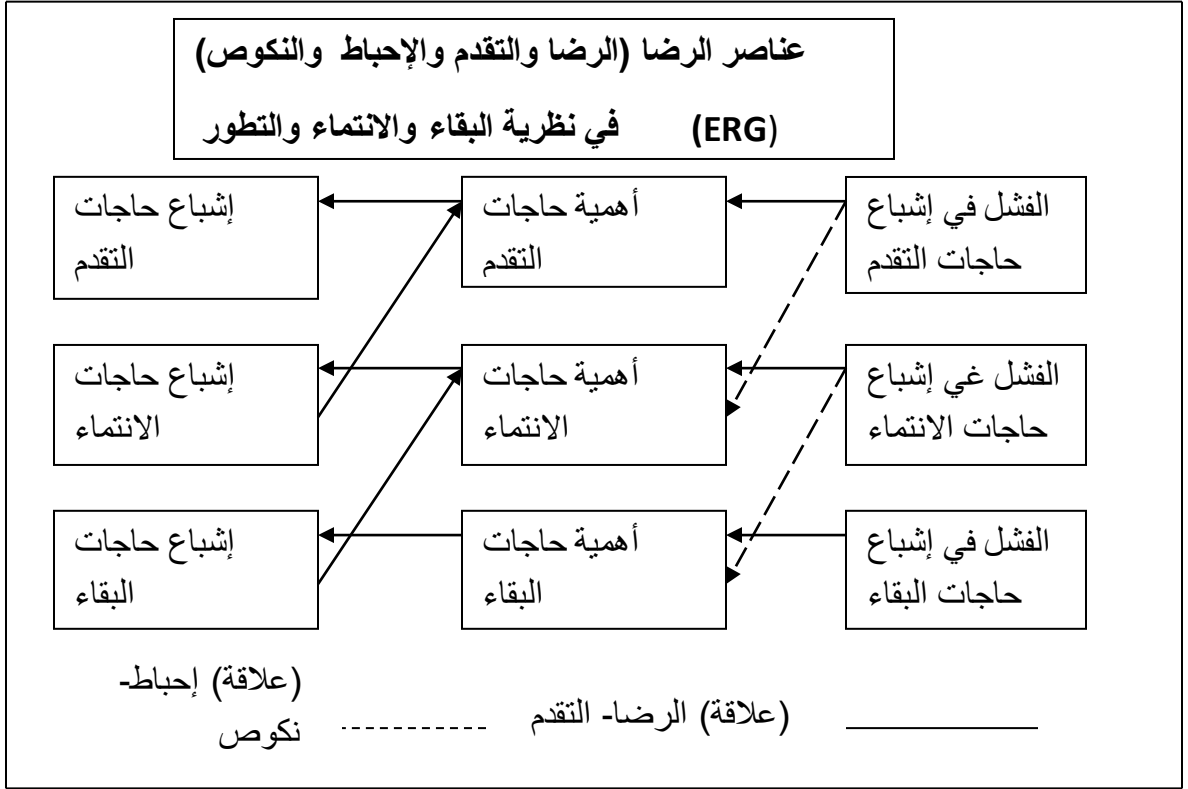 عناصر الرضا (الرضا والتقدم والإحباط والنكوص)
في نظرية البقاء والانتماء والتطور (ERG)
الفشل في إشباع
حاجات التقدم
أهمية حاجات
التقدم
إشباع حاجات
التقدم
الفشل غي إشباع
حاجات الانتماء
أهمية حاجات
الانتماء
إشباع حاجات
الانتماء
الفشل في إشباع
حاجات البقاء
أهمية حاجات
البقاء
إشباع حاجات
البقاء
(علاقة) الرضا- التقدم
(علاقة) إحباط-
نكوص